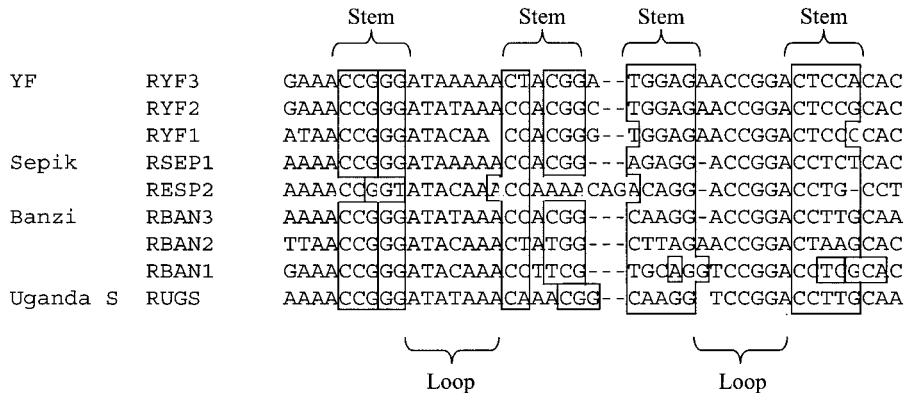 Stem Stem Stem Stem
YF RYF3 GAAACCGGGATAAAAACTACGGA--TGGAGAACCGGACTCCACAC
RYF2 GAAACCGGGATATAAACCACGGC--TGGAGAACCGGACTCCGCAC
RYF1 ATAACCGGGATACAA CCACGGG--TGGAGAACCGGACTCCCCAC
Sepik RSEP1 AAAACCGGGATAAAAACCACGG---AGAGG-ACCGGACCTCTCAC
RESP2 AAAACCGGTATACAAACCAAAACAGACAGG-ACCGGACCTG-CCT
Banzi RBAN3 AAAACCGGGATATAAACCACGG---CAAGG-ACCGGACCTTGCAA
RBAN2 TTAACCGGGATACAAACTATGG---CTTAGAACCGGACTAAGCAC
RBAN1 GAAACCGGGATACAAACCTTCG---TGCAGGTCCGGACCTGGCAC
Uganda S RUGS AAAACCGGGATATAAACAAACGG--CAAGG TCCGGACCTTGCAA
Loop Loop